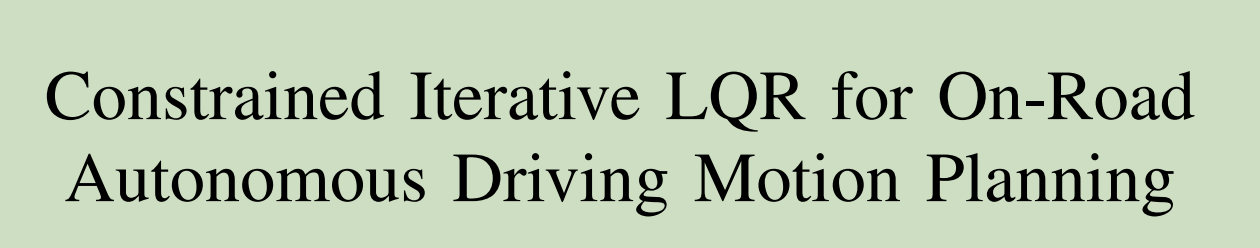 Constrained Iterative LQR for On-Road
Autonomous Driving Motion Planning